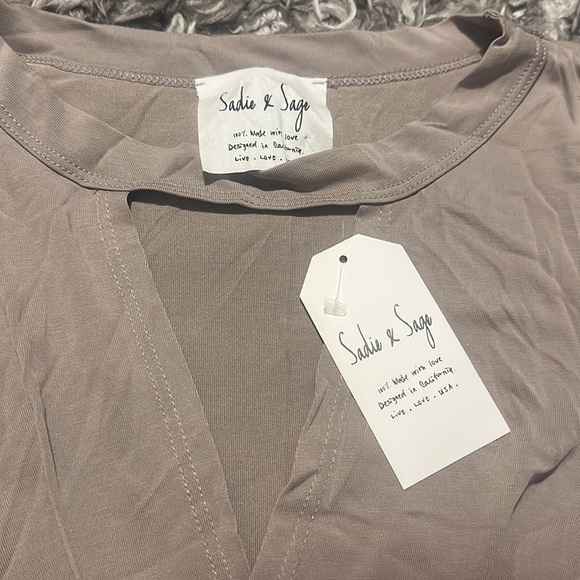 Sadie & Sage
100% Made with love
Designed in California.
Live . Love .
Sadie & Sage
100% Made with love
Designed in California.
Live . Love . USA .